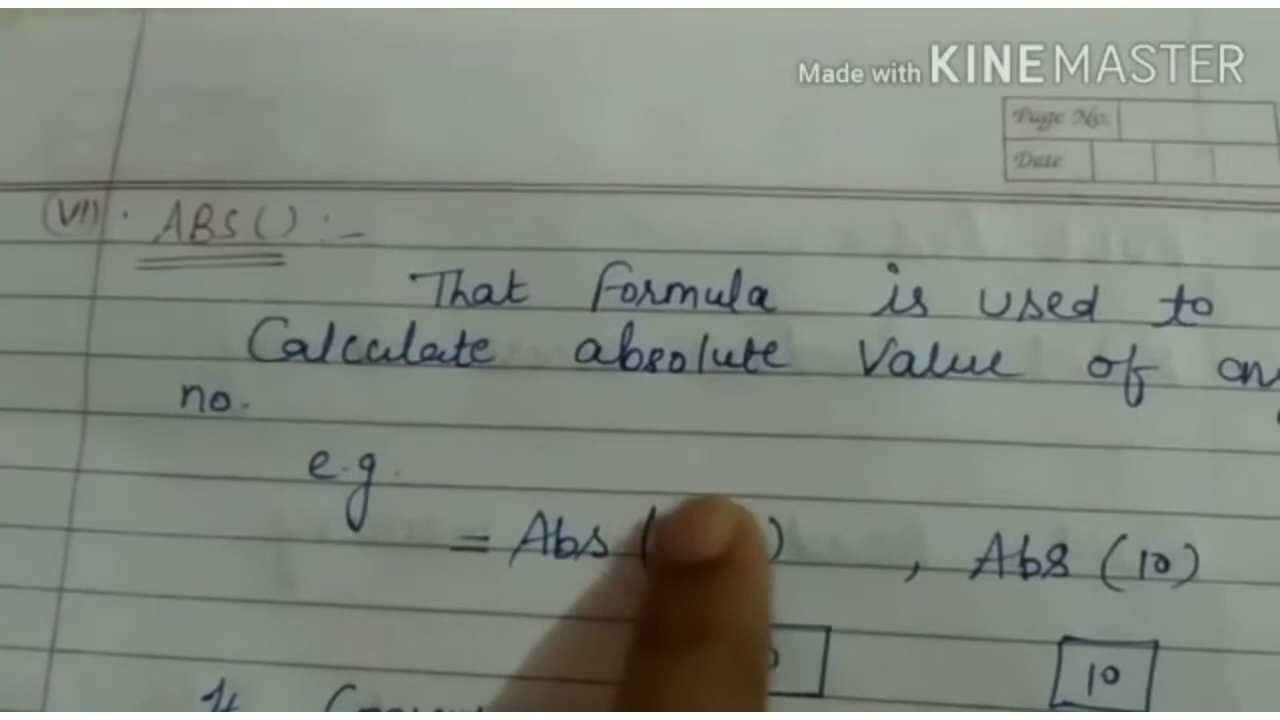 Made with KINEMASTER
Page No.
Date
(VI). ABS() :-
That formula is used to
Calculate absolute Value of
no.
e.g.
= Abs ( ) , Abs (10)
10